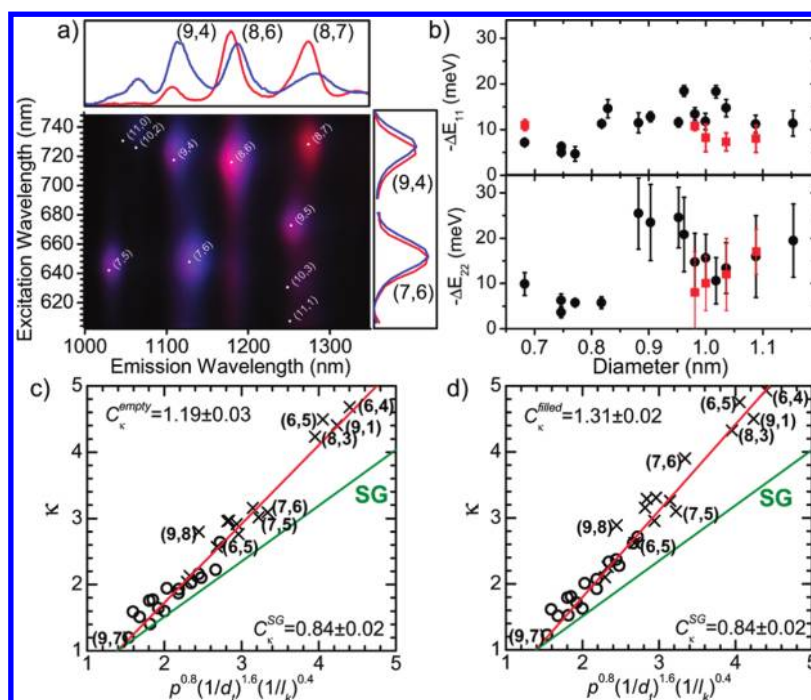 a)
(9,4) (8,6) (8,7)
Excitation Wavelength (nm)
740
720
700
680
660
640
620
(11,0)
(10,2)
(9,4)
(8,6)
(8,7)
(9,5)
(7,5)
(7,6)
(10,3)
(11,1)
(9,4)
(7,6)
1000 1100 1200 1300
Emission Wavelength (nm)
b)
30
20
10
0
-ΔE₁₁ (meV)
30
20
10
0
-ΔE₂₂ (meV)
0.7 0.8 0.9 1.0 1.1
Diameter (nm)
c)
5
4
3
2
1
κ
C_κ^empty=1.19±0.03
(6,5)
(6,4)
(9,1)
(8,3)
SG
(9,8)
(7,6)
(7,5)
(6,5)
(9,7)
C_κ^SG=0.84±0.02
1 2 3 4 5
p^0.8(1/d_t)^1.6(1/l_k)^0.4
d)
5
4
3
2
1
κ
C_κ^filled=1.31±0.02
(6,5)
(6,4)
(9,1)
(8,3)
(7,6)
SG
(9,8)
(7,5)
(6,5)
(9,7)
C_κ^SG=0.84±0.02
1 2 3 4 5
p^0.8(1/d_t)^1.6(1/l_k)^0.4